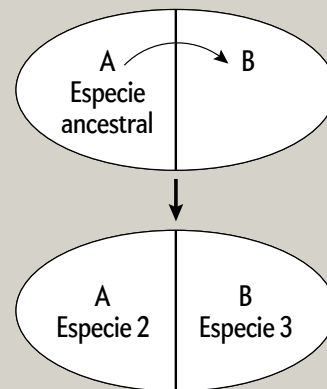 A
B
Especie
ancestral
A
B
Especie 2
Especie 3